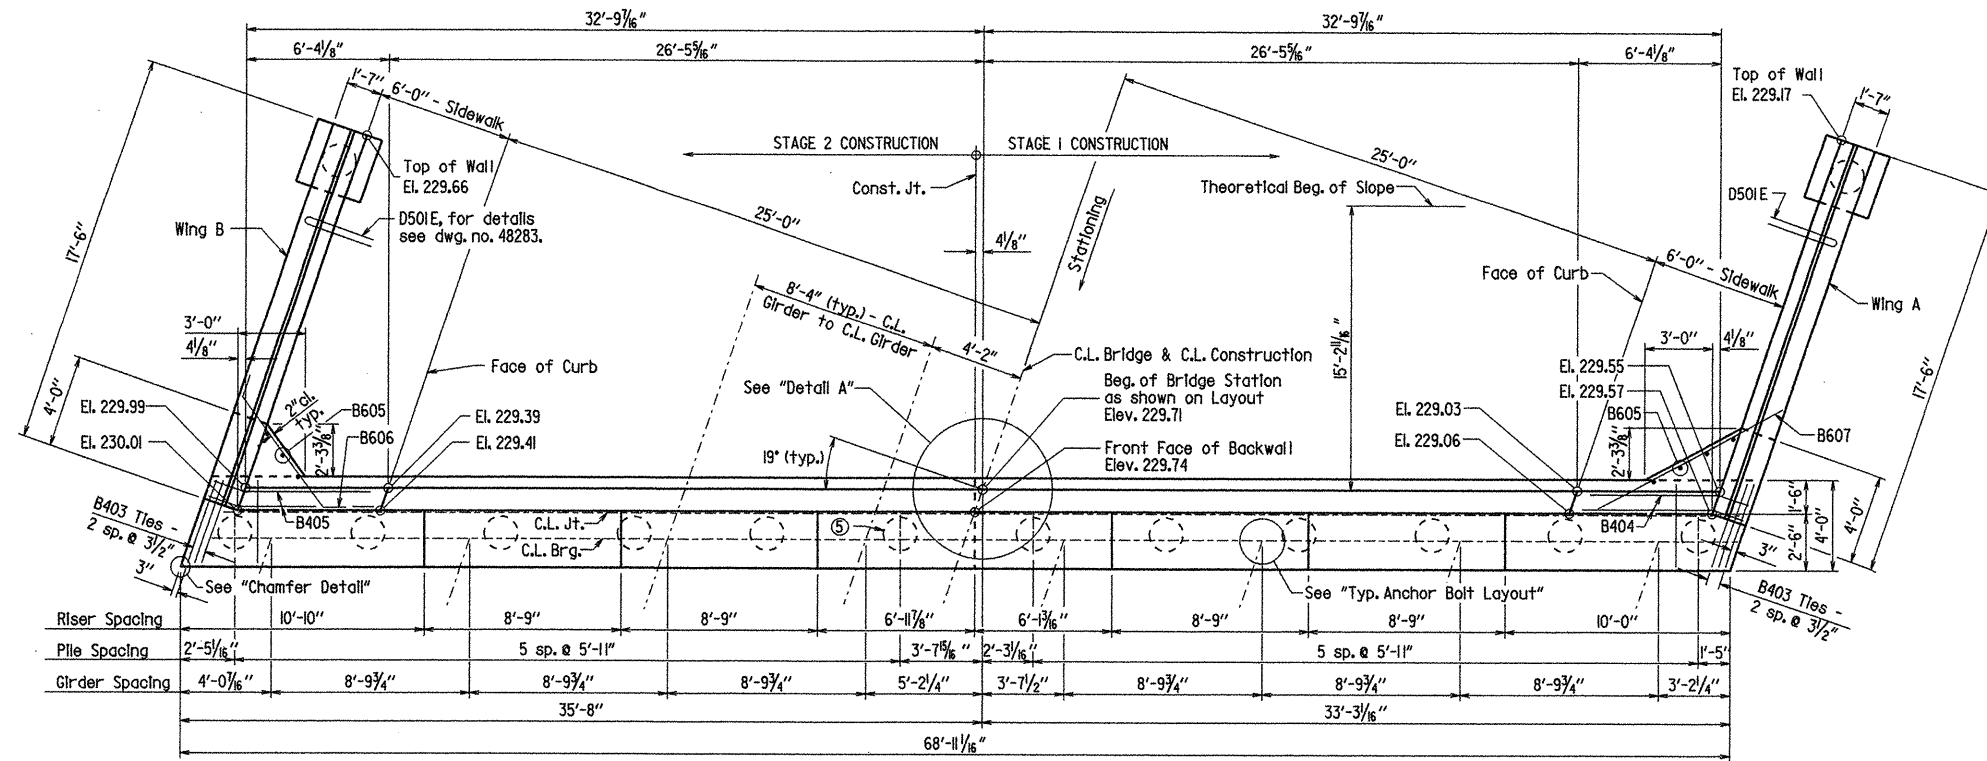 32'-9 7/16"
32'-9 7/16"
6'-4 1/8"
26'-5 5/16"
26'-5 5/16"
6'-4 1/8"
1'-7"
6'-0" - Sidewalk
Top of Wall
El. 229.17
1'-7"
STAGE 2 CONSTRUCTION
STAGE 1 CONSTRUCTION
Top of Wall
El. 229.66
Const. Jt.
25'-0"
Theoretical Beg. of Slope
D501E
17'-6"
Wing B
D501E, for details
see dwg. no. 48283.
25'-0"
4 1/8"
Stationing
6'-0" - Sidewalk
Face of Curb
8'-4" (typ.) - C.L.
Girder to C.L. Girder
4'-2"
15'-2 11/16"
Wing A
3'-0"
4 1/8"
Face of Curb
C.L. Bridge & C.L. Construction
3'-0"
4 1/8"
17'-6"
4'-0"
See "Detail A"
Beg. of Bridge Station
as shown on Layout
Elev. 229.71
El. 229.55
El. 229.57
El. 229.99
2" cl.
typ.
B605
El. 229.39
El. 229.03
B605
El. 230.01
B606
2'-3 3/8"
El. 229.41
19° (typ.)
Front Face of Backwall
Elev. 229.74
El. 229.06
2'-3 3/8"
B607
B403 Ties -
2 sp. @ 3 1/2"
B405
C.L. Jt.
C.L. Brg.
5
B404
1'-6"
2'-6"
4'-0"
4'-0"
3"
3"
See "Chamfer Detail"
See "Typ. Anchor Bolt Layout"
B403 Ties -
2 sp. @ 3 1/2"
Riser Spacing 10'-10" 8'-9" 8'-9" 6'-11 7/8" 6'-1 3/16" 8'-9" 8'-9" 10'-0"
Pile Spacing 2'-5 1/16" 5 sp. @ 5'-11" 3'-7 15/16" 2'-3 1/16" 5 sp. @ 5'-11" 1'-5"
Girder Spacing 4'-0 7/16" 8'-9 3/4" 8'-9 3/4" 8'-9 3/4" 5'-2 1/4" 3'-7 1/2" 8'-9 3/4" 8'-9 3/4" 8'-9 3/4" 3'-2 1/4"
35'-8" 33'-3 1/16"
68'-11 1/16"